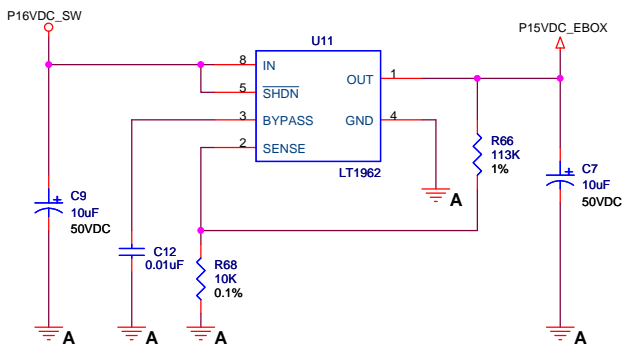 P16VDC_SW
P15VDC_EBOX
U11
8 IN
OUT 1
5 SHDN
3 BYPASS
GND 4
2 SENSE
LT1962
R66
113K
1%
A
C9
10uF
50VDC
C7
10uF
50VDC
C12
0.01uF
R68
10K
0.1%
A
A
A
A